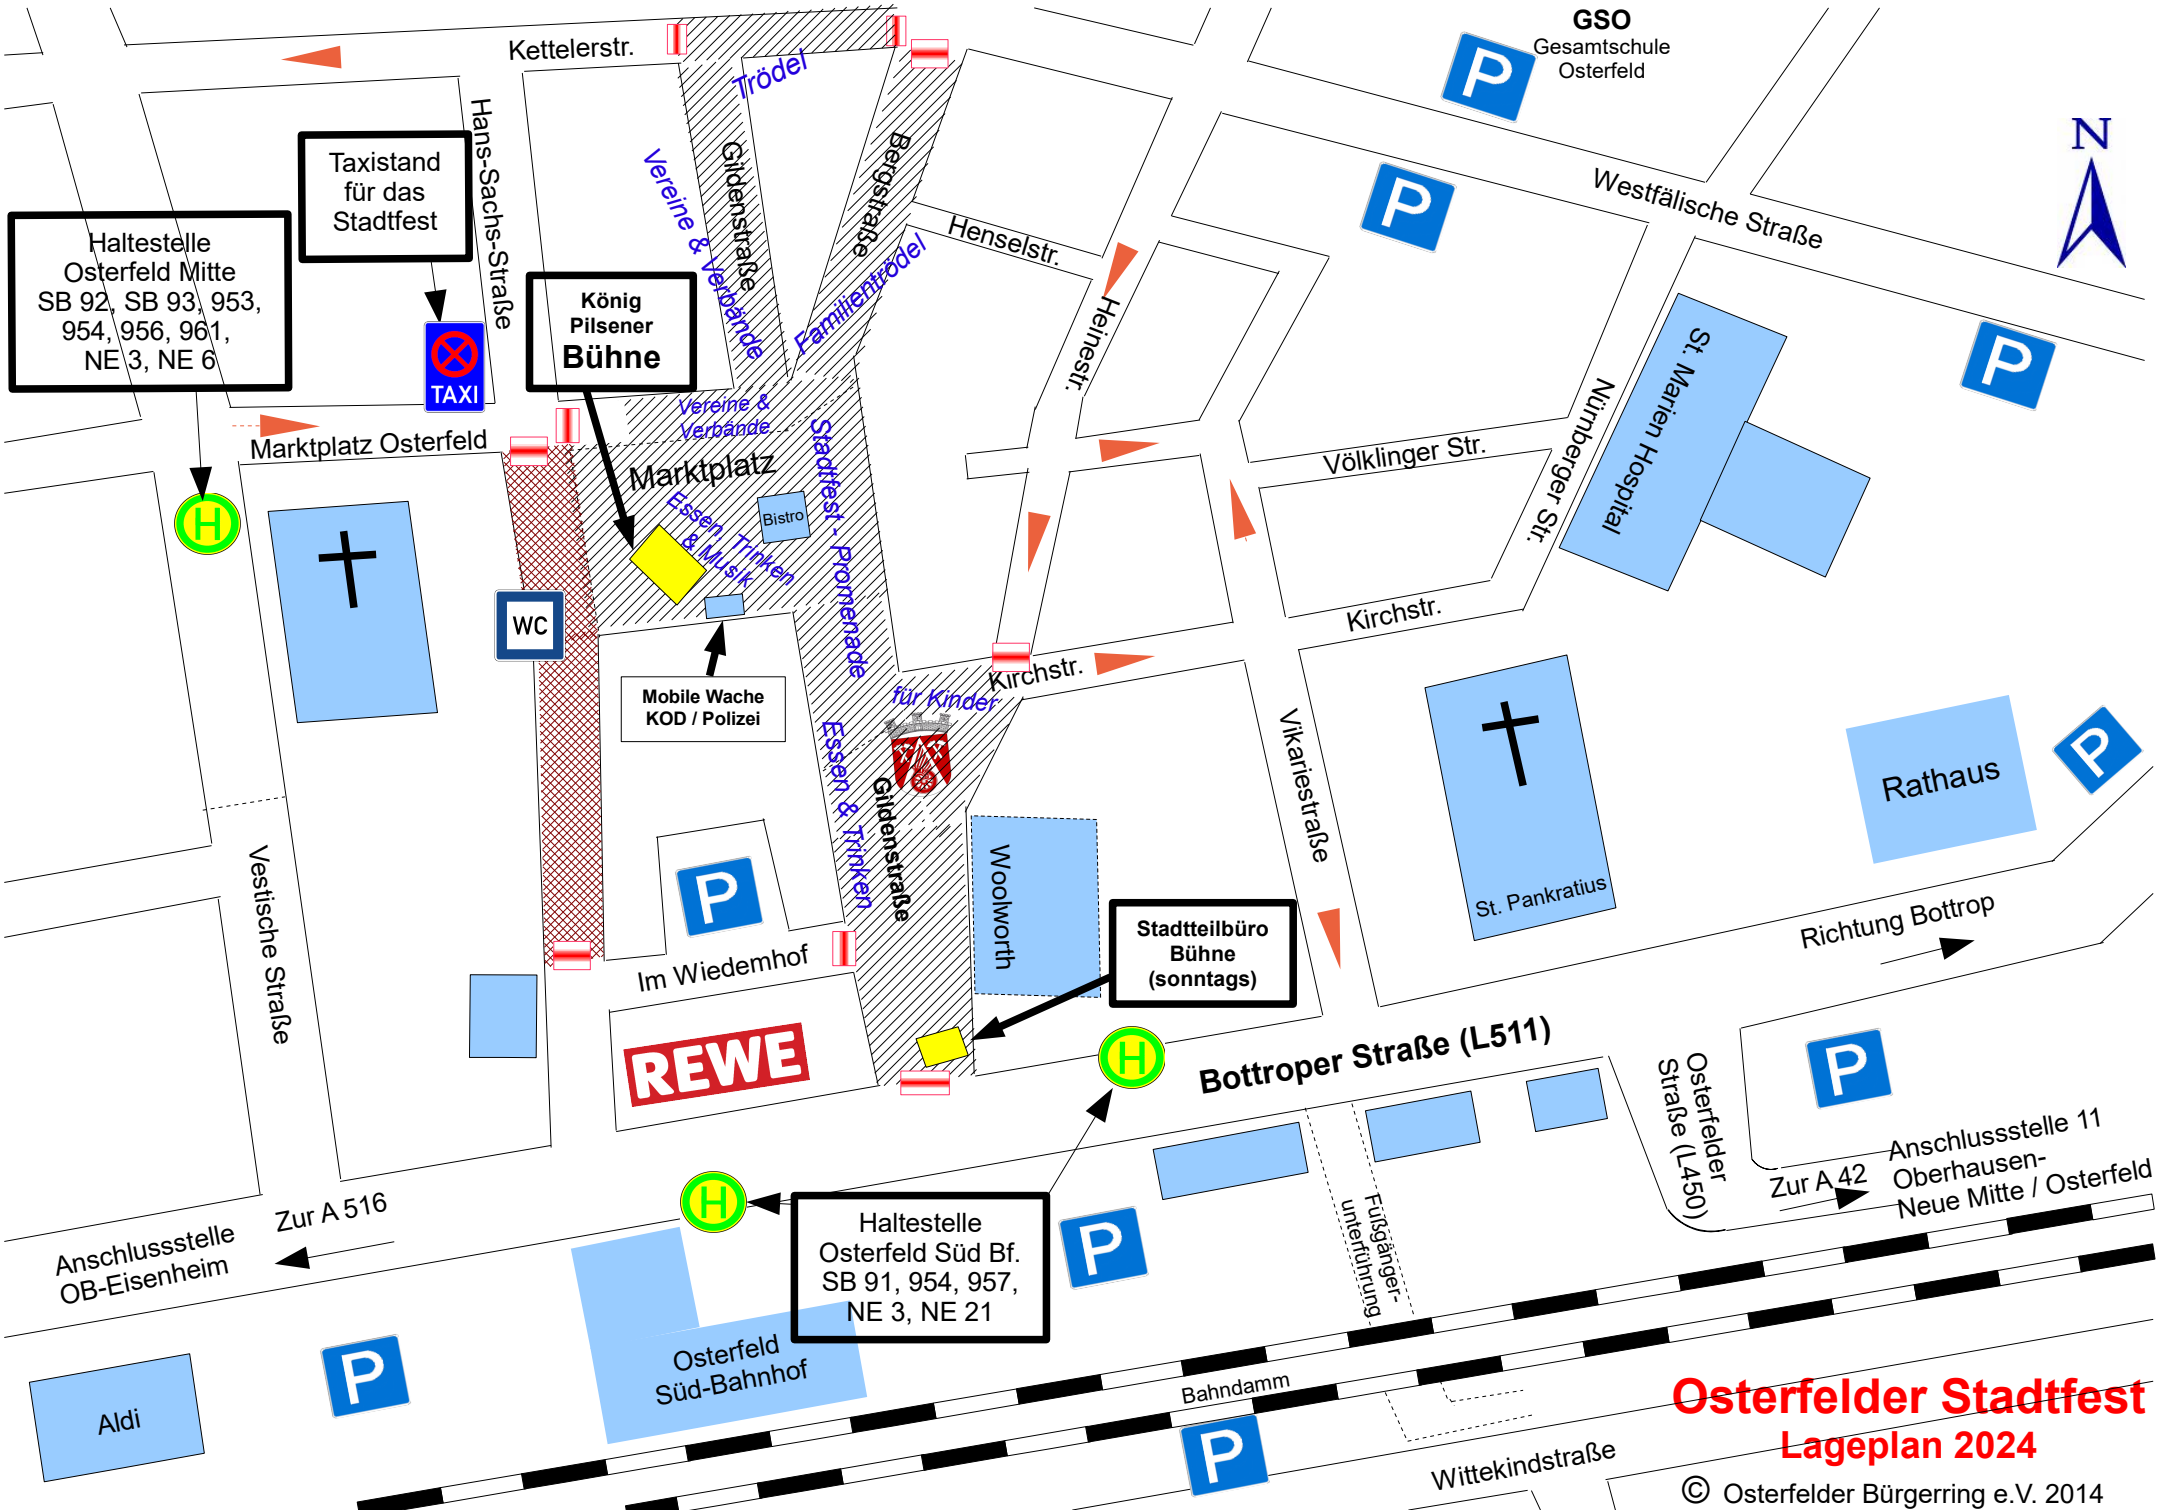 GSO
Gesamtschule
Osterfeld
P
Kettelerstr.
Trödel
N
Hans-Sachs-Straße
Taxistand
für das
Stadtfest
Vereine & Verbände
Gildenstraße
Bergstraße
P
Westfälische Straße
Haltestelle
Osterfeld Mitte
SB 92, SB 93, 953,
954, 956, 961,
NE 3, NE 6
Henselstr.
Familientrödel
König
Pilsener
Bühne
Heinestr.
TAXI
St. Marien Hospital
P
Nürnberger Str.
Vereine &
Verbände
Marktplatz Osterfeld
Stadtfest - Promenade
Völklinger Str.
Marktplatz
Essen, Trinken
& Musik
Bistro
H
WC
Kirchstr.
Kirchstr.
Mobile Wache
KOD / Polizei
für Kinder
Essen & Trinken
Gildenstraße
Vikariestraße
Rathaus
P
Vestische Straße
P
Woolworth
St. Pankratius
Stadtteilbüro
Bühne
(sonntags)
Richtung Bottrop
Im Wiedemhof
REWE
H
Bottroper Straße (L511)
Osterfelder
Straße (L450)
P
Anschlussstelle 11
Oberhausen-
Neue Mitte / Osterfeld
Zur A 42
Zur A 516
Anschlussstelle
OB-Eisenheim
H
Haltestelle
Osterfeld Süd Bf.
SB 91, 954, 957,
NE 3, NE 21
P
Fußgänger-
unterführung
Osterfeld
Süd-Bahnhof
P
Aldi
Bahndamm
P
Wittekindstraße
Osterfelder Stadtfest
Lageplan 2024
© Osterfelder Bürgerring e.V. 2014